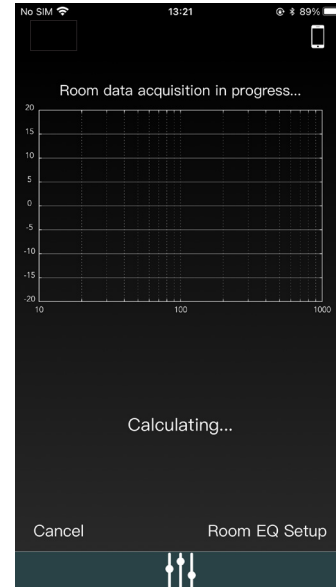 No SIM 13:21 89%
Room data acquisition in progress...
20
15
10
5
0
-5
-10
-15
-20
10 100 1000
Calculating...
Cancel Room EQ Setup